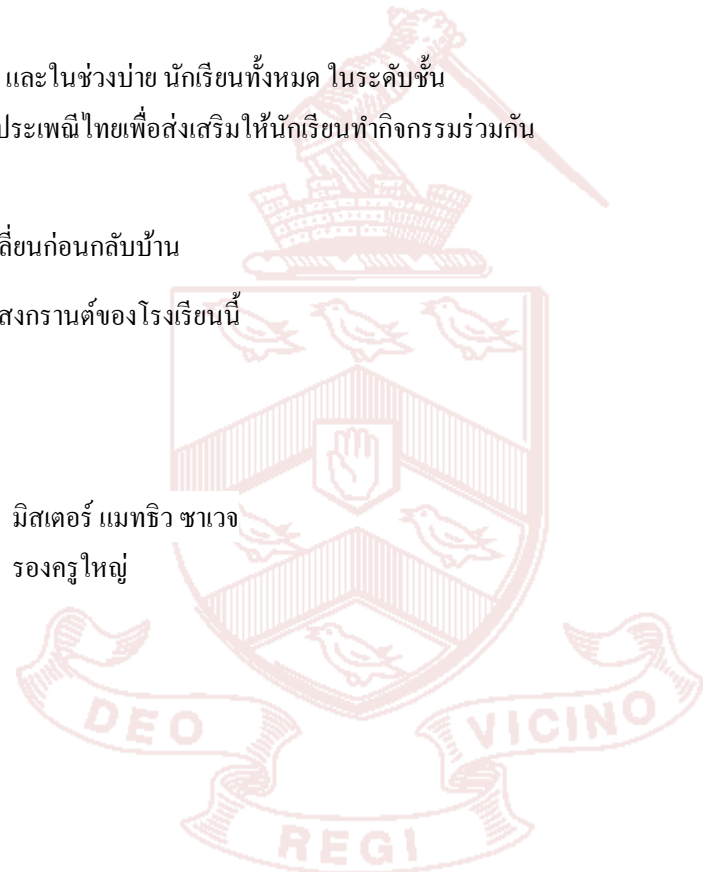 และในช่วงบ่าย นักเรียนทั้งหมด ในระดับชั้น
ประเพณีไทยเพื่อส่งเสริมให้นักเรียนทำกิจกรรมร่วมกัน
ลี่ยนก่อนกลับบ้าน
สงกรานต์ของโรงเรียนนี้
มิสเตอร์ แมทธิว ซาเวจ
รองครูใหญ่
DEO VICINO
REGI